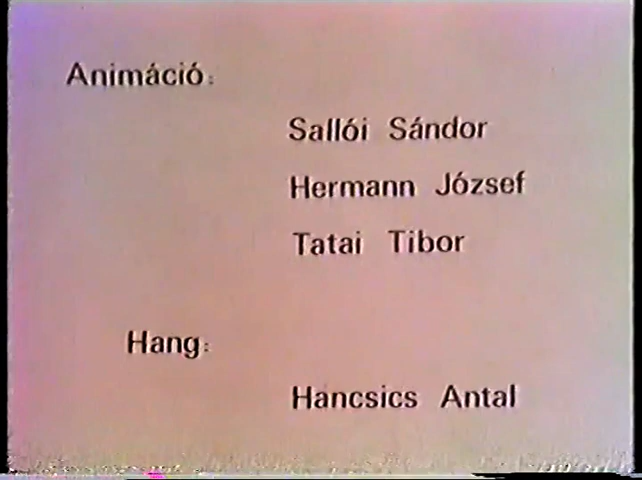 Animáció:
Sallói Sándor
Hermann József
Tatai Tibor
Hang:
Hancsics Antal